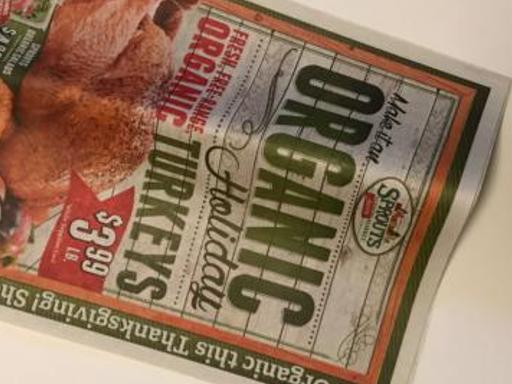 Make it an
SPROUTS
ORGANIC
Holiday
FRESH, FREE-RANGE,
ORGANIC
TURKEYS
$3.99
LB.
Organic this Thanksgiving! Sh